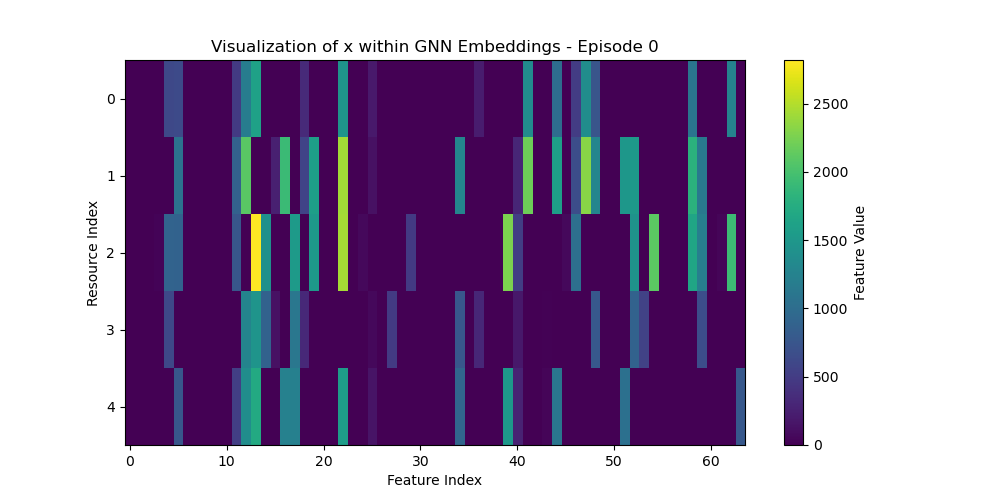 Visualization of x within GNN Embeddings - Episode 0
Resource Index
0
1
2
3
4
0 10 20 30 40 50 60
Feature Index
2500
2000
1500
1000
500
0
Feature Value